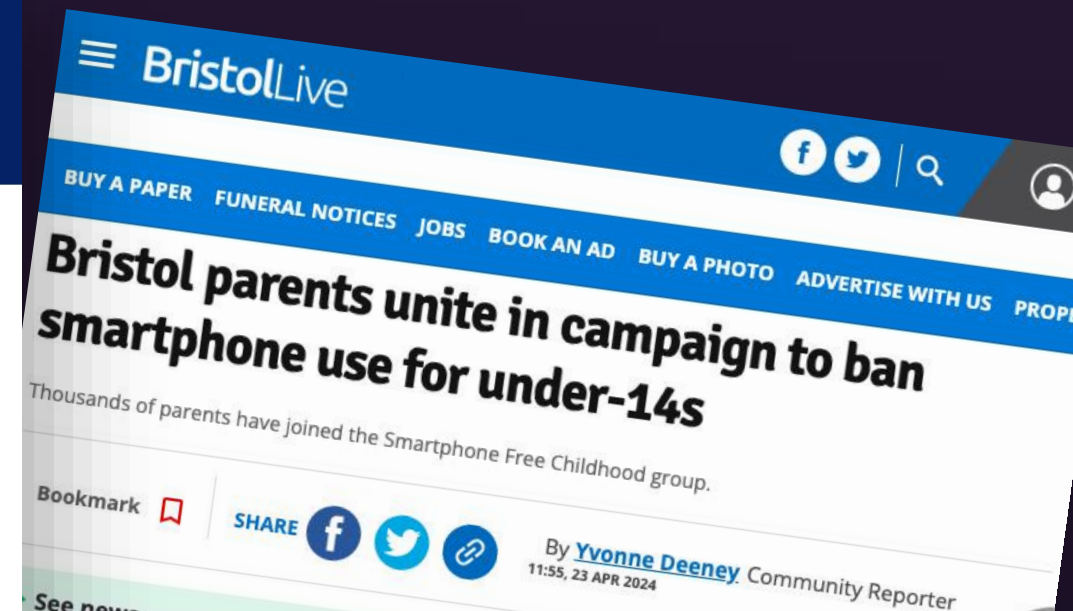 BristolLive
BUY A PAPER FUNERAL NOTICES JOBS BOOK AN AD BUY A PHOTO ADVERTISE WITH US
Bristol parents unite in campaign to ban
smartphone use for under-14s
Thousands of parents have joined the Smartphone Free Childhood group.
Bookmark SHARE By Yvonne Deeney Community Reporter
11:55, 23 APR 2024
See